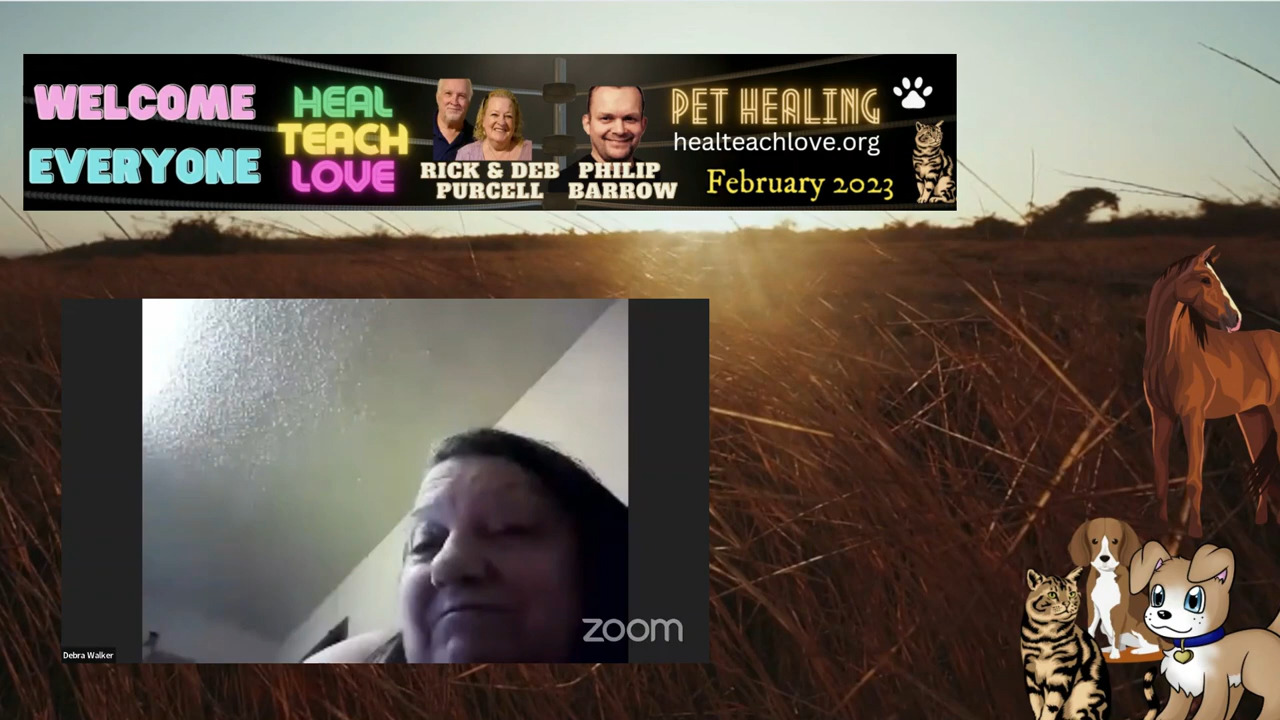 WELCOME
EVERYONE
HEAL
TEACH
LOVE
RICK & DEB
PURCELL
PHILIP
BARROW
PET HEALING
healteachlove.org
February 2023
zoom
Debra Walker